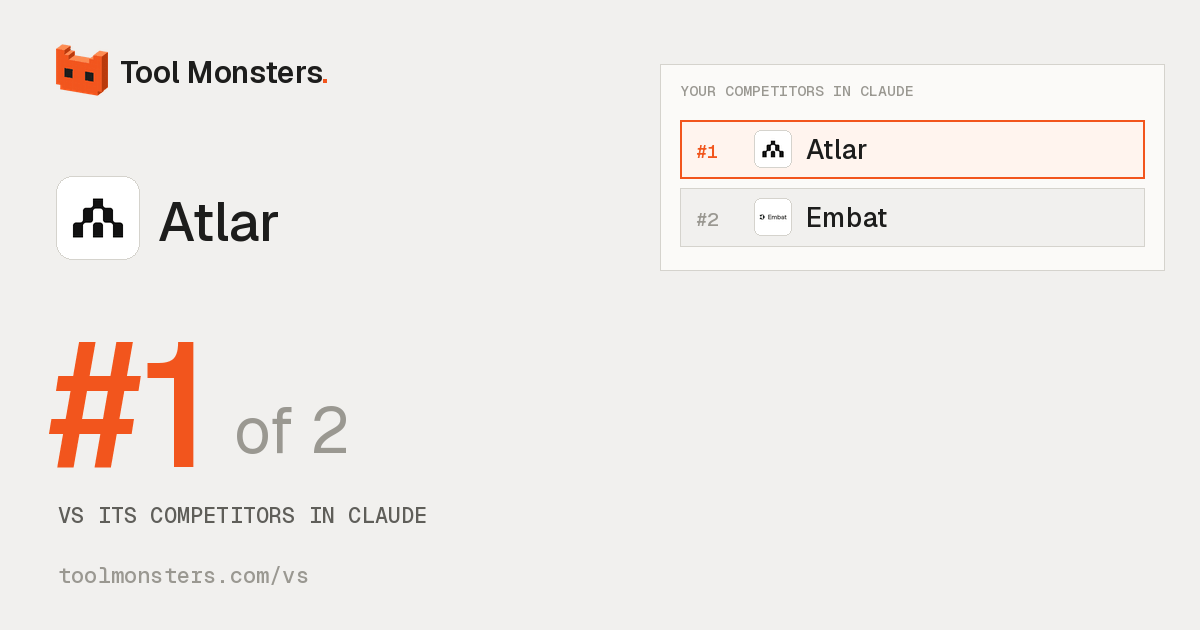 Tool Monsters.
Atlar
#1 of 2
VS ITS COMPETITORS IN CLAUDE
toolmonsters.com/vs
YOUR COMPETITORS IN CLAUDE
#1 Atlar
#2 Embat Embat